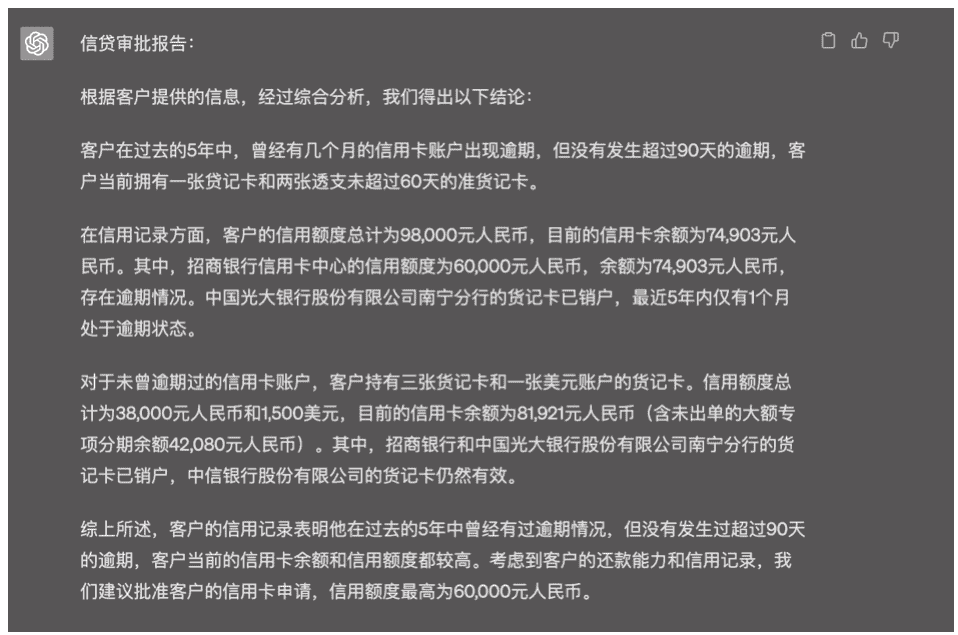 信贷审批报告：
根据客户提供的信息，经过综合分析，我们得出以下结论：
客户在过去的5年中，曾经有几个月的信用卡账户出现逾期，但没有发生超过90天的逾期，客
户当前拥有一张贷记卡和两张透支未超过60天的准货记卡。
在信用记录方面，客户的信用额度总计为98,000元人民币，目前的信用卡余额为74,903元人
民币。其中，招商银行信用卡中心的信用额度为60,000元人民币，余额为74,903元人民币，
存在逾期情况。中国光大银行股份有限公司南宁分行的货记卡已销户，最近5年内仅有1个月
处于逾期状态。
对于未曾逾期过的信用卡账户，客户持有三张货记卡和一张美元账户的货记卡。信用额度总
计为38,000元人民币和1,500美元，目前的信用卡余额为81,921元人民币（含未出单的大额专
项分期余额42,080元人民币）。其中，招商银行和中国光大银行股份有限公司南宁分行的货
记卡已销户，中信银行股份有限公司的货记卡仍然有效。
综上所述，客户的信用记录表明他在过去的5年中曾经有过逾期情况，但没有发生过超过90天
的逾期，客户当前的信用卡余额和信用额度都较高。考虑到客户的还款能力和信用记录，我
们建议批准客户的信用卡申请，信用额度最高为60,000元人民币。